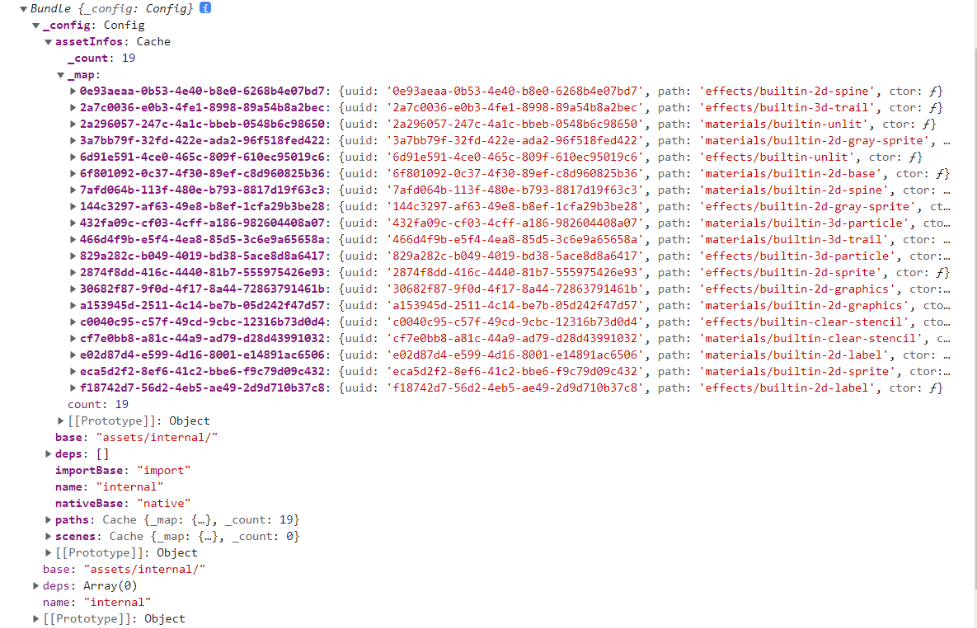 Bundle {_config: Config}
_config: Config
assetInfos: Cache
_count: 19
_map:
0e93aeaa-0b53-4e40-b8e0-6268b4e07bd7: {uuid: '0e93aeaa-0b53-4e40-b8e0-6268b4e07bd7', path: 'effects/builtin-2d-spine', ctor: ƒ}
2a7c0036-e0b3-4fe1-8998-89a54b8a2bec: {uuid: '2a7c0036-e0b3-4fe1-8998-89a54b8a2bec', path: 'effects/builtin-3d-trail', ctor: ƒ}
2a296057-247c-4a1c-bbeb-0548b6c98650: {uuid: '2a296057-247c-4a1c-bbeb-0548b6c98650', path: 'materials/builtin-unlit', ctor: ƒ}
3a7bb79f-32fd-422e-ada2-96f518fed422: {uuid: '3a7bb79f-32fd-422e-ada2-96f518fed422', path: 'materials/builtin-2d-gray-sprite', …
6d91e591-4ce0-465c-809f-610ec95019c6: {uuid: '6d91e591-4ce0-465c-809f-610ec95019c6', path: 'effects/builtin-unlit', ctor: ƒ}
6f801092-0c37-4f30-89ef-c8d960825b36: {uuid: '6f801092-0c37-4f30-89ef-c8d960825b36', path: 'materials/builtin-2d-base', ctor: ƒ}
7afd064b-113f-480e-b793-8817d19f63c3: {uuid: '7afd064b-113f-480e-b793-8817d19f63c3', path: 'materials/builtin-2d-spine', ctor: …
144c3297-af63-49e8-b8ef-1cfa29b3be28: {uuid: '144c3297-af63-49e8-b8ef-1cfa29b3be28', path: 'effects/builtin-2d-gray-sprite', ct…
432fa09c-cf03-4cff-a186-982604408a07: {uuid: '432fa09c-cf03-4cff-a186-982604408a07', path: 'materials/builtin-3d-particle', cto…
466d4f9b-e5f4-4ea8-85d5-3c6e9a65658a: {uuid: '466d4f9b-e5f4-4ea8-85d5-3c6e9a65658a', path: 'materials/builtin-3d-trail', ctor: …
829a282c-b049-4019-bd38-5ace8d8a6417: {uuid: '829a282c-b049-4019-bd38-5ace8d8a6417', path: 'effects/builtin-3d-particle', ctor:…
2874f8dd-416c-4440-81b7-555975426e93: {uuid: '2874f8dd-416c-4440-81b7-555975426e93', path: 'effects/builtin-2d-sprite', ctor: ƒ}
30682f87-9f0d-4f17-8a44-72863791461b: {uuid: '30682f87-9f0d-4f17-8a44-72863791461b', path: 'effects/builtin-2d-graphics', ctor:…
a153945d-2511-4c14-be7b-05d242f47d57: {uuid: 'a153945d-2511-4c14-be7b-05d242f47d57', path: 'materials/builtin-2d-graphics', cto…
c0040c95-c57f-49cd-9cbc-12316b73d0d4: {uuid: 'c0040c95-c57f-49cd-9cbc-12316b73d0d4', path: 'effects/builtin-clear-stencil', cto…
cf7e0bb8-a81c-44a9-ad79-d28d43991032: {uuid: 'cf7e0bb8-a81c-44a9-ad79-d28d43991032', path: 'materials/builtin-clear-stencil', c…
e02d87d4-e599-4d16-8001-e14891ac6506: {uuid: 'e02d87d4-e599-4d16-8001-e14891ac6506', path: 'materials/builtin-2d-label', ctor: …
eca5d2f2-8ef6-41c2-bbe6-f9c79d09c432: {uuid: 'eca5d2f2-8ef6-41c2-bbe6-f9c79d09c432', path: 'materials/builtin-2d-sprite', ctor:…
f18742d7-56d2-4eb5-ae49-2d9d710b37c8: {uuid: 'f18742d7-56d2-4eb5-ae49-2d9d710b37c8', path: 'effects/builtin-2d-label', ctor: ƒ}
count: 19
[[Prototype]]: Object
base: "assets/internal/"
deps: []
importBase: "import"
name: "internal"
nativeBase: "native"
paths: Cache {_map: {…}, _count: 19}
scenes: Cache {_map: {…}, _count: 0}
[[Prototype]]: Object
base: "assets/internal/"
deps: Array(0)
name: "internal"
[[Prototype]]: Object